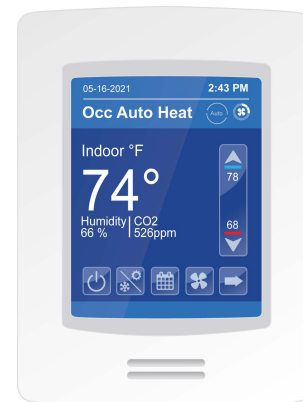 05-16-2021 2:43 PM
Occ Auto Heat Auto
Indoor °F
74°
78
Humidity CO2
66 % 526ppm
68